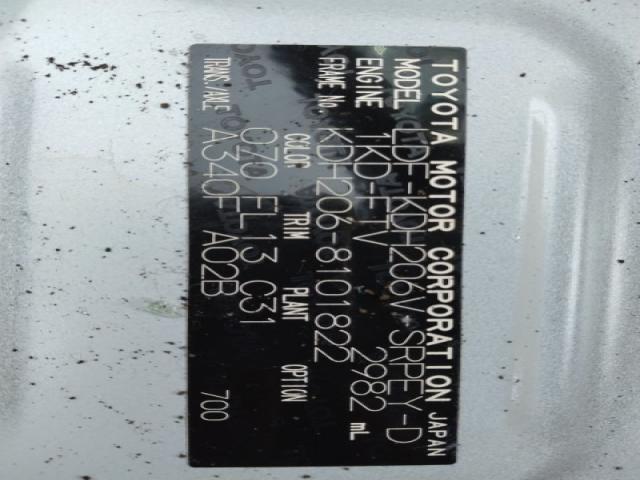 TOYOTA MOTOR CORPORATION JAPAN
MODEL LDF-KDH206V-SRPEY-D
ENGINE 1KD-FTV 2982 mL
FRAME No. KDH206-8101822
COLOR TRIM PLANT OPTION
070 FL13 C31
TRANS./AXLE A340F A02B 700